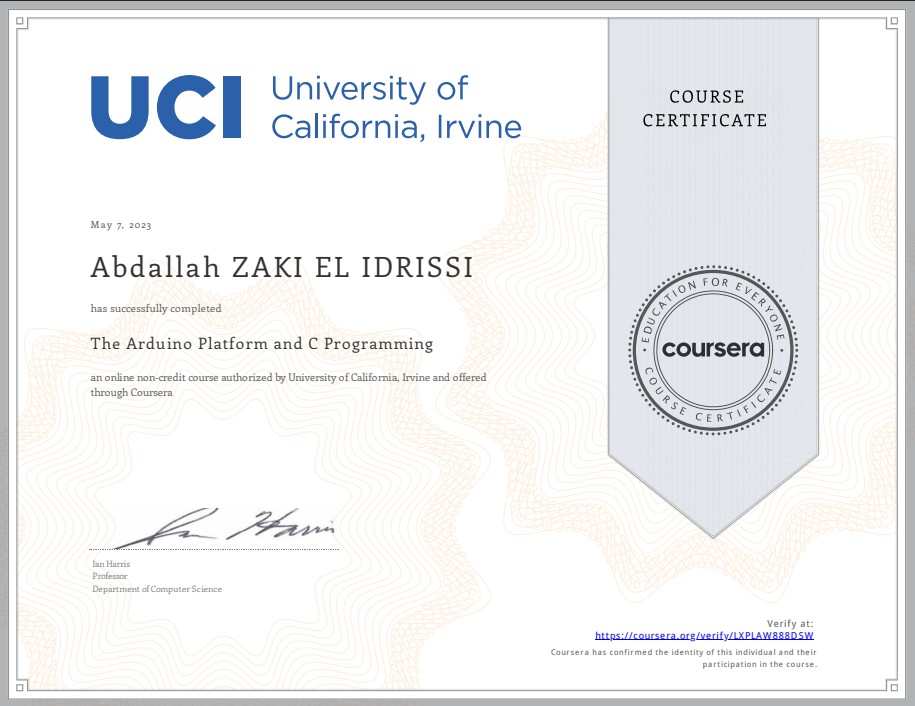 UCI
University of
California, Irvine
COURSE
CERTIFICATE
May 7, 2023
Abdallah ZAKI EL IDRISSI
has successfully completed
The Arduino Platform and C Programming
an online non-credit course authorized by University of California, Irvine and offered
through Coursera
EDUCATION FOR EVERYONE
coursera
COURSE CERTIFICATE
Ian Harris
Ian Harris
Professor
Department of Computer Science
Verify at:
https://coursera.org/verify/LXPLAW888DSW
Coursera has confirmed the identity of this individual and their
participation in the course.